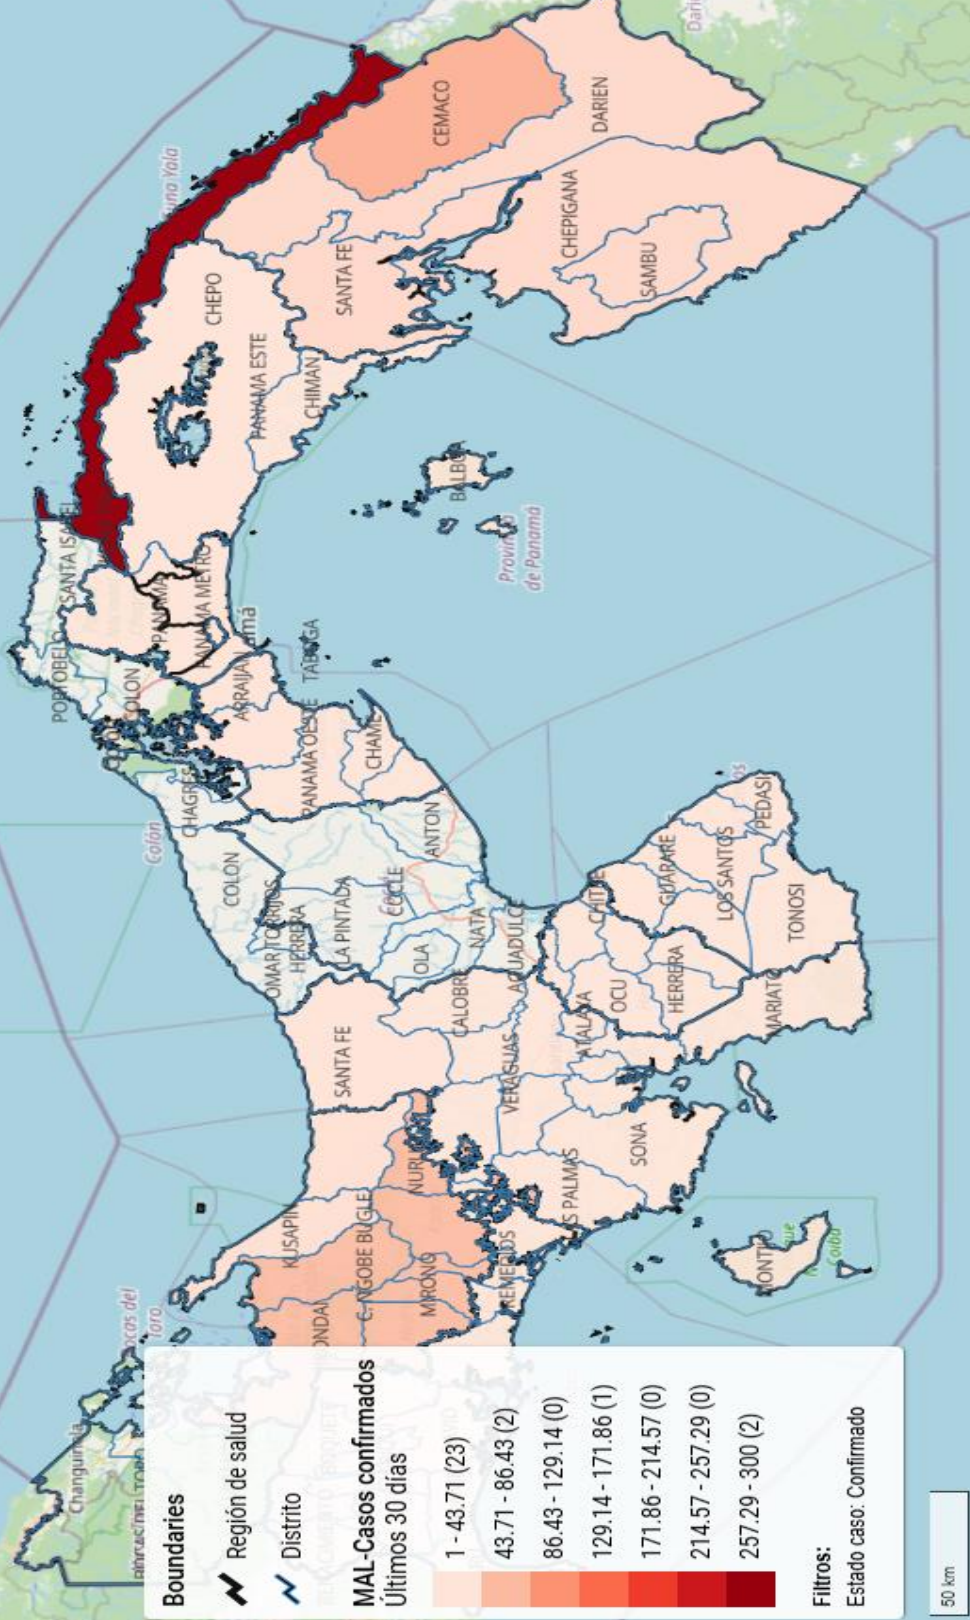 Changuinola
PORTOBELO
SANTA ISABEL
COLON
CHAGRES
Colón
COLON
OMAR TORRIJOS
HERRERA
LA PINTADA
COCLE
OLA
NATA
ANTON
AGUADULCE
PANAMA
PANAMA METRO
ARRAIJAN
TABOGA
PANAMA OESTE
CHAME
CHEPO
PANAMA ESTE
CHIMAN
BALBOA
Provincia
de Panamá
SANTA FE
CEMACO
DARIEN
CHEPIGANA
SAMBU
SANTA FE
CALOBRE
VERAGUAS
ATALAYA
SONA
LAS PALMAS
MONTIJO
Coiba
MARIATO
CHITRE
OCU
HERRERA
GUARARE
LOS SANTOS
PEDASI
TONOSI
KUSAPIN
C. NGOBE BUGLE
MIRONO
REMEDIOS
Boundaries
Región de salud
Distrito
MAL-Casos confirmados
Últimos 30 días
1 - 43.71 (23)
43.71 - 86.43 (2)
86.43 - 129.14 (0)
129.14 - 171.86 (1)
171.86 - 214.57 (0)
214.57 - 257.29 (0)
257.29 - 300 (2)
Filtros:
Estado caso: Confirmado
50 km